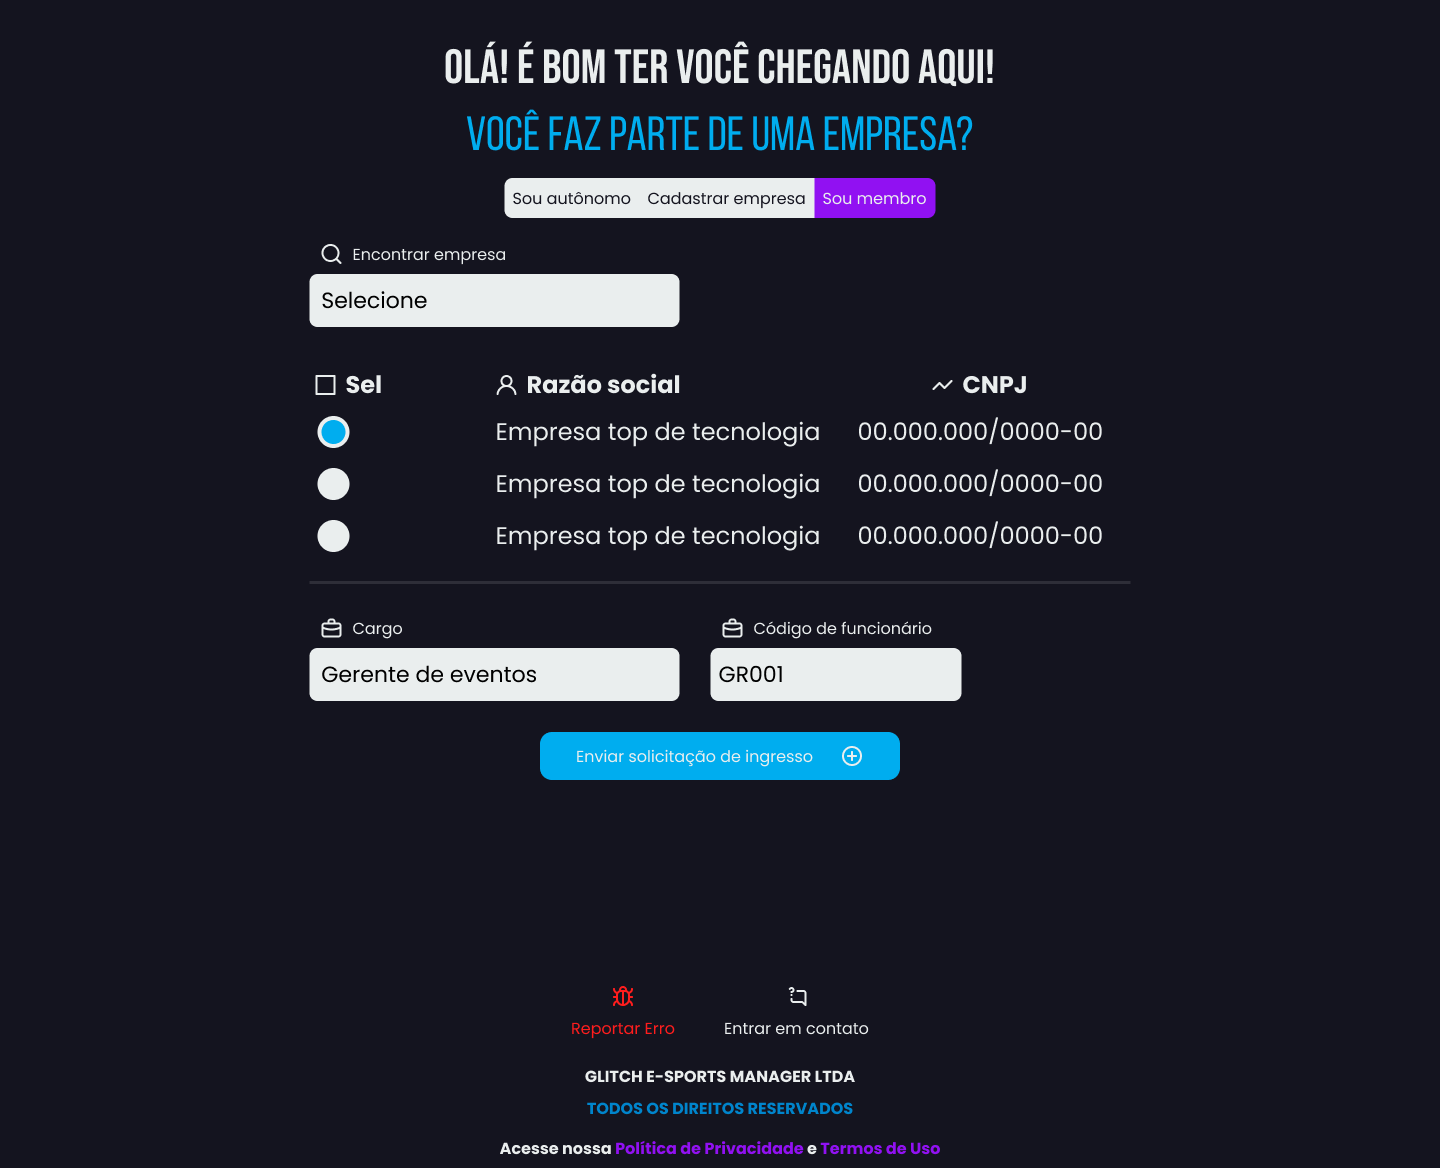 OLÁ! É BOM TER VOCÊ CHEGANDO AQUI!
VOCÊ FAZ PARTE DE UMA EMPRESA?
Sou autônomo Cadastrar empresa Sou membro
Encontrar empresa
Selecione
Sel Razão social CNPJ
Empresa top de tecnologia 00.000.000/0000-00
Empresa top de tecnologia 00.000.000/0000-00
Empresa top de tecnologia 00.000.000/0000-00
Cargo Código de funcionário
Gerente de eventos GR001
Enviar solicitação de ingresso
Reportar Erro Entrar em contato
GLITCH E-SPORTS MANAGER LTDA
TODOS OS DIREITOS RESERVADOS
Acesse nossa Política de Privacidade e Termos de Uso